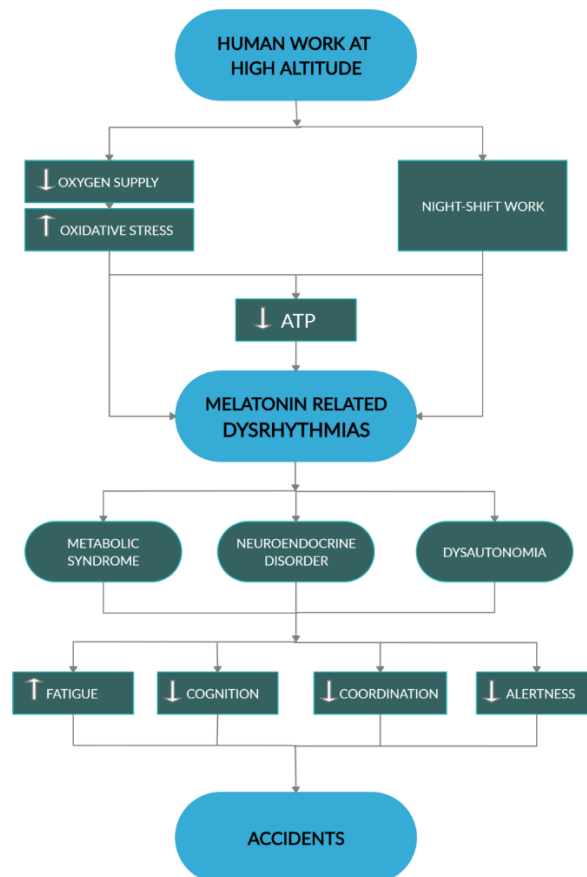 HUMAN WORK AT
HIGH ALTITUDE
OXYGEN SUPPLY
OXIDATIVE STRESS
NIGHT-SHIFT WORK
ATP
MELATONIN RELATED
DYSRHYTHMIAS
METABOLIC
SYNDROME
NEUROENDOCRINE
DISORDER
DYSAUTONOMIA
FATIGUE
COGNITION
COORDINATION
ALERTNESS
ACCIDENTS